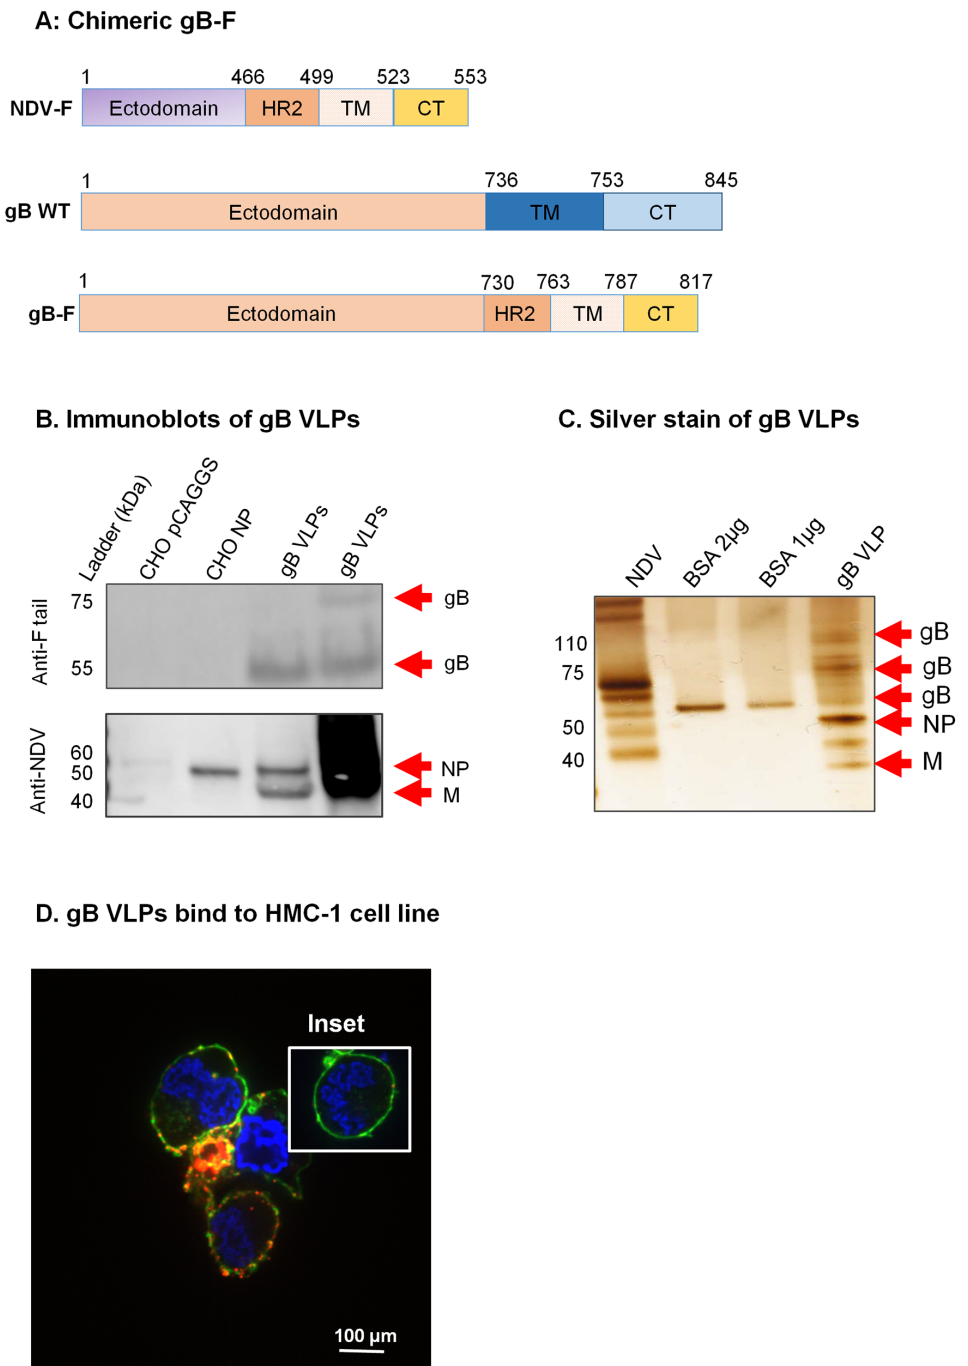 A: Chimeric gB-F
1 466 499 523 553
NDV-F Ectodomain HR2 TM CT
1 736 753 845
gB WT Ectodomain TM CT
1 730 763 787 817
gB-F Ectodomain HR2 TM CT
B. Immunoblots of gB VLPs
Ladder (kDa)
CHO pCAGGS
CHO NP
gB VLPs
gB VLPs
Anti-F tail
75 gB
55 gB
Anti-NDV
60
50 NP
40 M
C. Silver stain of gB VLPs
NDV
BSA 2µg
BSA 1µg
gB VLP
110 gB
75 gB
gB
50 NP
40 M
D. gB VLPs bind to HMC-1 cell line
Inset
100 µm